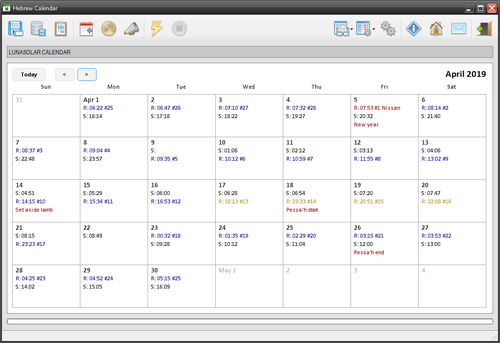 Hebrew Calendar
LUNASOLAR CALENDAR
Today < > April 2019
Sun Mon Tue Wed Thu Fri Sat
31 Apr 1 2 3 4 5 6
R: 06:22 #25 R: 06:47 #26 R: 07:10 #27 R: 07:32 #28 R: 07:53 #1 Nissan R: 08:14 #2
S: 16:14 S: 17:18 S: 18:22 S: 19:27 S: 20:32 S: 21:40
New year
7 8 9 10 11 12 13
R: 08:37 #3 R: 09:04 #4 S: S: 01:06 S: 02:12 S: 03:13 S: 04:06
S: 22:48 S: 23:57 R: 09:35 #5 R: 10:12 #6 R: 10:59 #7 R: 11:55 #8 R: 13:02 #9
14 15 16 17 18 19 20
S: 04:51 S: 05:29 S: 06:00 S: 06:28 S: 06:54 S: 07:20 S: 07:47
R: 14:15 #10 R: 15:34 #11 R: 16:53 #12 R: 18:13 #13 R: 19:33 #14 R: 20:51 #15 R: 22:08 #16
Set aside lamb Pessa'h start
21 22 23 24 25 26 27
S: 08:15 S: 08:49 R: 00:32 #18 R: 01:35 #19 R: 02:29 #20 R: 03:15 #21 R: 03:53 #22
R: 23:23 #17 S: 09:28 S: 10:12 S: 11:04 S: 12:00 S: 13:00
Pessa'h end
28 29 30 May 1 2 3 4
R: 04:25 #23 R: 04:52 #24 R: 05:15 #25
S: 14:02 S: 15:05 S: 16:09